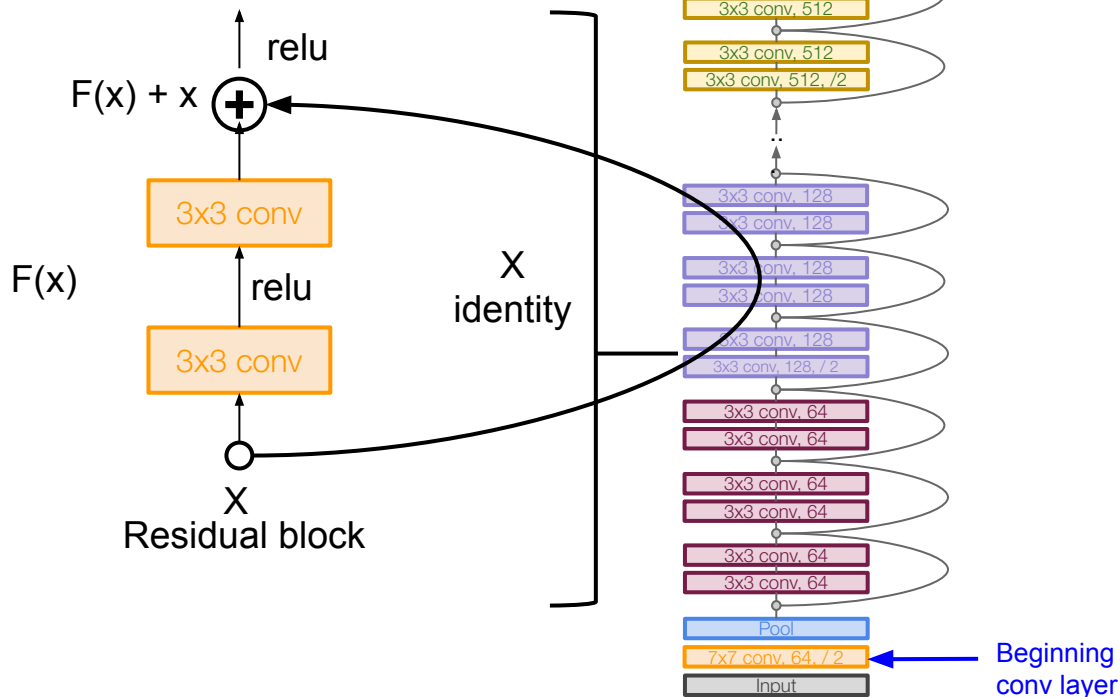 relu
F(x) + x
3x3 conv
F(x)
relu
3x3 conv
X
Residual block
X
identity
3x3 conv, 512
3x3 conv, 512
3x3 conv, 512, /2
..
3x3 conv, 128
3x3 conv, 128
3x3 conv, 128
3x3 conv, 128
3x3 conv, 128
3x3 conv, 128, / 2
3x3 conv, 64
3x3 conv, 64
3x3 conv, 64
3x3 conv, 64
3x3 conv, 64
3x3 conv, 64
Pool
7x7 conv, 64, / 2
Input
Beginning
conv layer